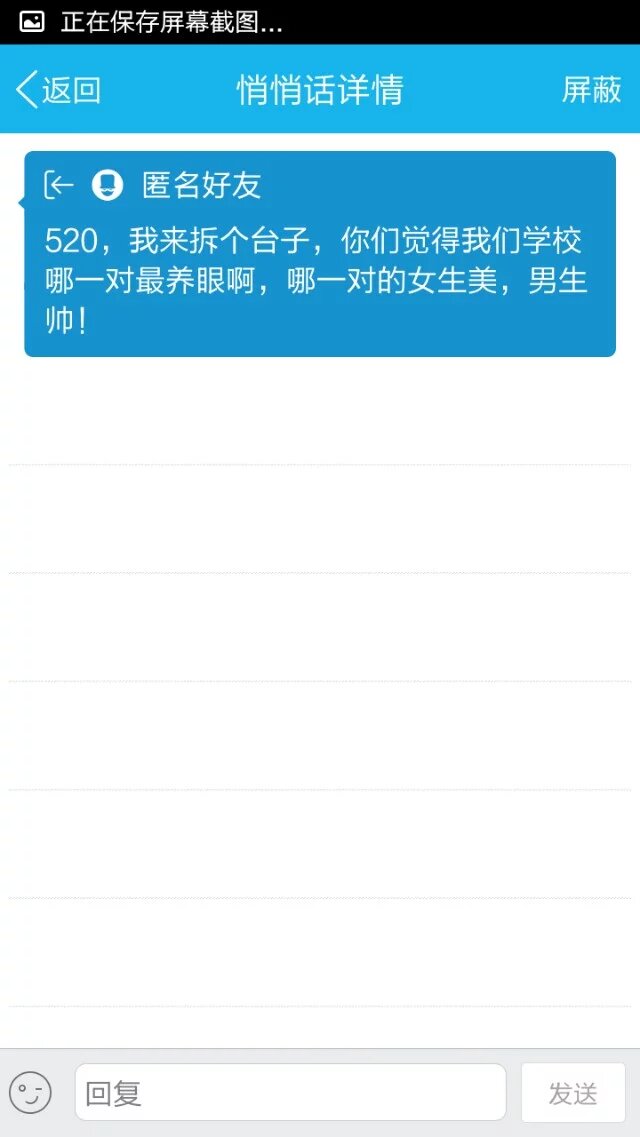 正在保存屏幕截图...
返回 悄悄话详情 屏蔽
匿名好友
520，我来拆个台子，你们觉得我们学校
哪一对最养眼啊，哪一对的女生美，男生
帅！
回复 发送